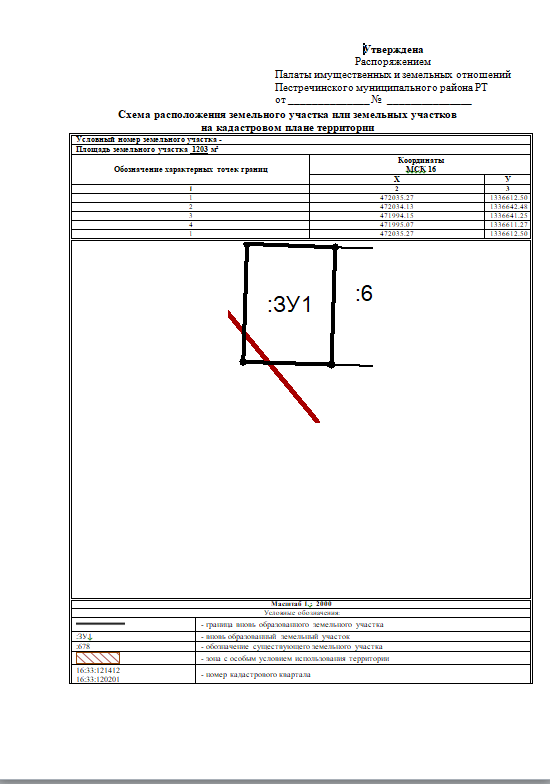 Утверждена
Распоряжением
Палаты имущественных и земельных отношений
Пестречинского муниципального района РТ
от ________________ № ________________
Схема расположения земельного участка или земельных участков
на кадастровом плане территории
Условный номер земельного участка -
Площадь земельного участка 1203 м²
Обозначение характерных точек границ
Координаты
МСК 16
X У
1 2 3
1 472035.27 1336612.50
2 472034.13 1336642.48
3 471994.15 1336641.25
4 471995.07 1336611.27
1 472035.27 1336612.50
:ЗУ1
:6
Масштаб 1: 2000
Условные обозначения:
- граница вновь образованного земельного участка
:ЗУ1 - вновь образованный земельный участок
:678 - обозначение существующего земельного участка
- зона с особым условием использования территории
16:33:121412
16:33:120201
- номер кадастрового квартала